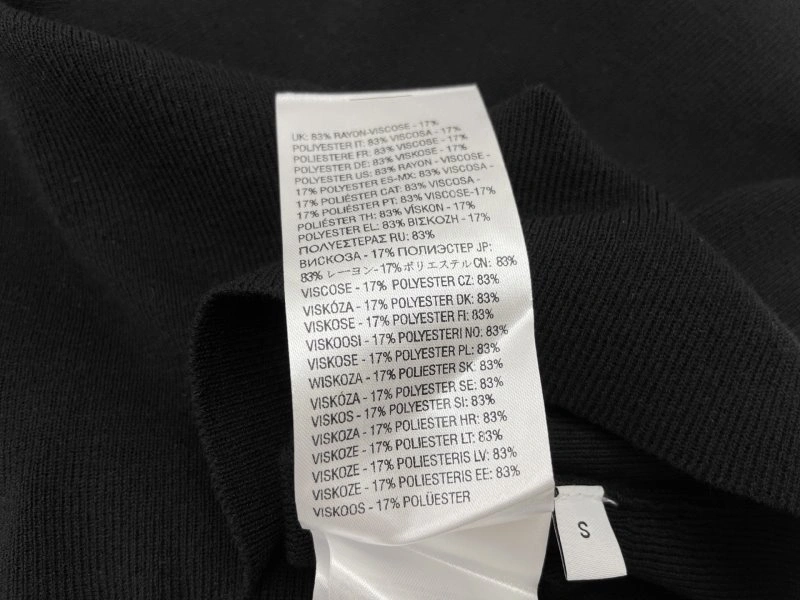 UK: 83% RAYON-VISCOSE - 17%
POLYESTER IT: 83% VISCOSA - 17%
POLIESTERE FR: 83% VISCOSE - 17%
POLYESTER DE: 83% VISKOSE - 17%
POLYESTER US: 83% RAYON - VISCOSE -
17% POLYESTER ES-MX: 83% VISCOSA -
17% POLIÉSTER CAT: 83% VISCOSA -
17% POLIÈSTER PT: 83% VISCOSE-17%
POLIÉSTER TH: 83% VÍSKON - 17%
POLYESTER EL: 83% ΒΙΣΚΟΖΗ - 17%
ΠΟΛΥΕΣΤΕΡΑΣ RU: 83%
ВИСКОЗА - 17% ПОЛИЭСТЕР JP:
83% レーヨン-17% ポリエステル CN: 83%
VISCOSE - 17% POLYESTER CZ: 83%
VISKÓZA - 17% POLYESTER DK: 83%
VISKOSE - 17% POLYESTER FI: 83%
VISKOOSI - 17% POLYESTERI NO: 83%
VISKOSE - 17% POLYESTER PL: 83%
WISKOZA - 17% POLIESTER SK: 83%
VISKÓZA - 17% POLYESTER SE: 83%
VISKOS - 17% POLYESTER SI: 83%
VISKOZA - 17% POLIESTER HR: 83%
VISKOZE - 17% POLIESTER LT: 83%
VISKOZE - 17% POLIESTERIS LV: 83%
VISKOZE - 17% POLIESTERIS EE: 83%
VISKOOS - 17% POLÜESTER
S